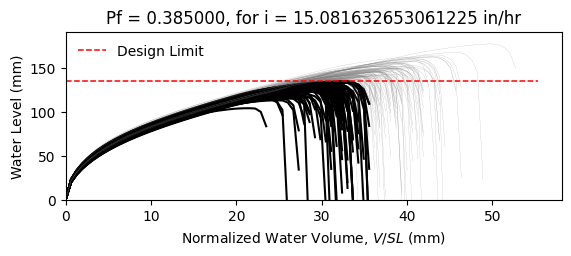 Pf = 0.385000, for i = 15.081632653061225 in/hr
Design Limit
Water Level (mm)
150
100
50
0
0 10 20 30 40 50
Normalized Water Volume, V/SL (mm)